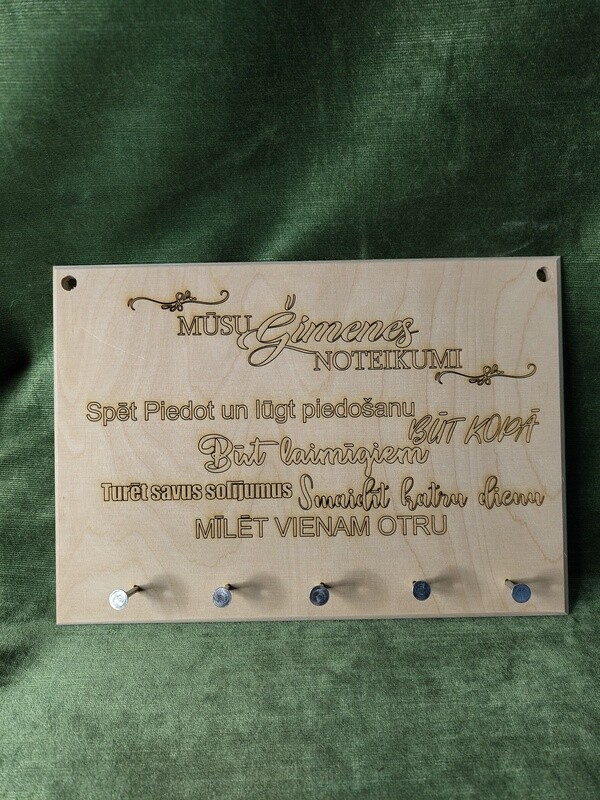 MŪSU Ģimenes
NOTEIKUMI
Spēt Piedot un lūgt piedošanu
BŪT KOPĀ
Būt laimīgiem
Turēt savus solījumus Smaidīt katru dienu
MĪLĒT VIENAM OTRU